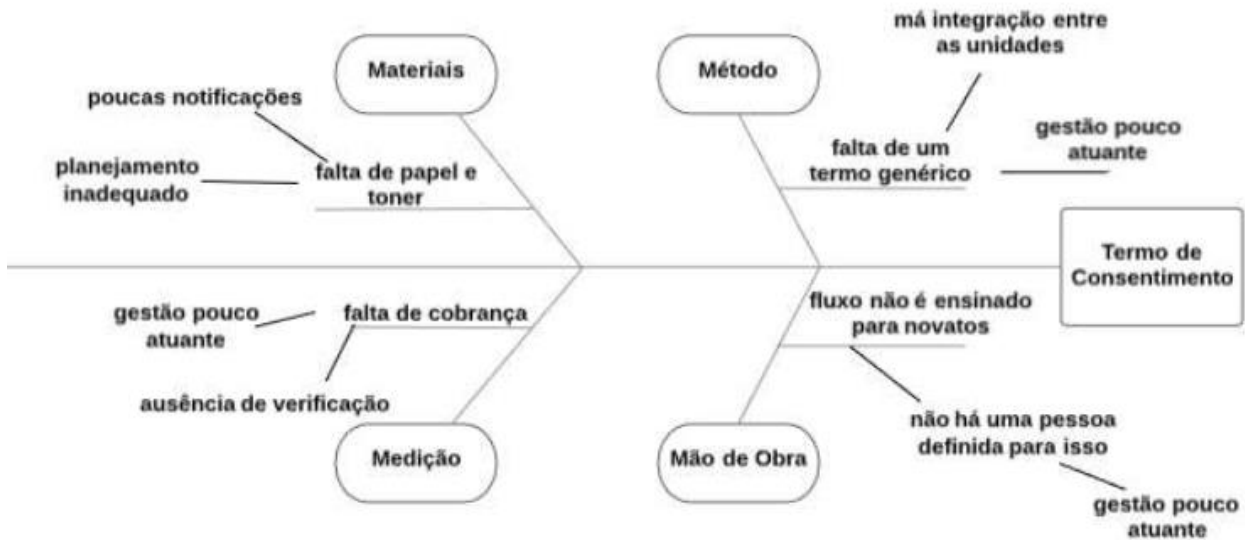 má integração entre
as unidades
Materiais
Método
poucas notificações
gestão pouco
atuante
falta de um
termo genérico
planejamento
inadequado
falta de papel e
toner
Termo de
Consentimento
gestão pouco
atuante
falta de cobrança
fluxo não é ensinado
para novatos
ausência de verificação
não há uma pessoa
definida para isso
Medição
Mão de Obra
gestão pouco
atuante